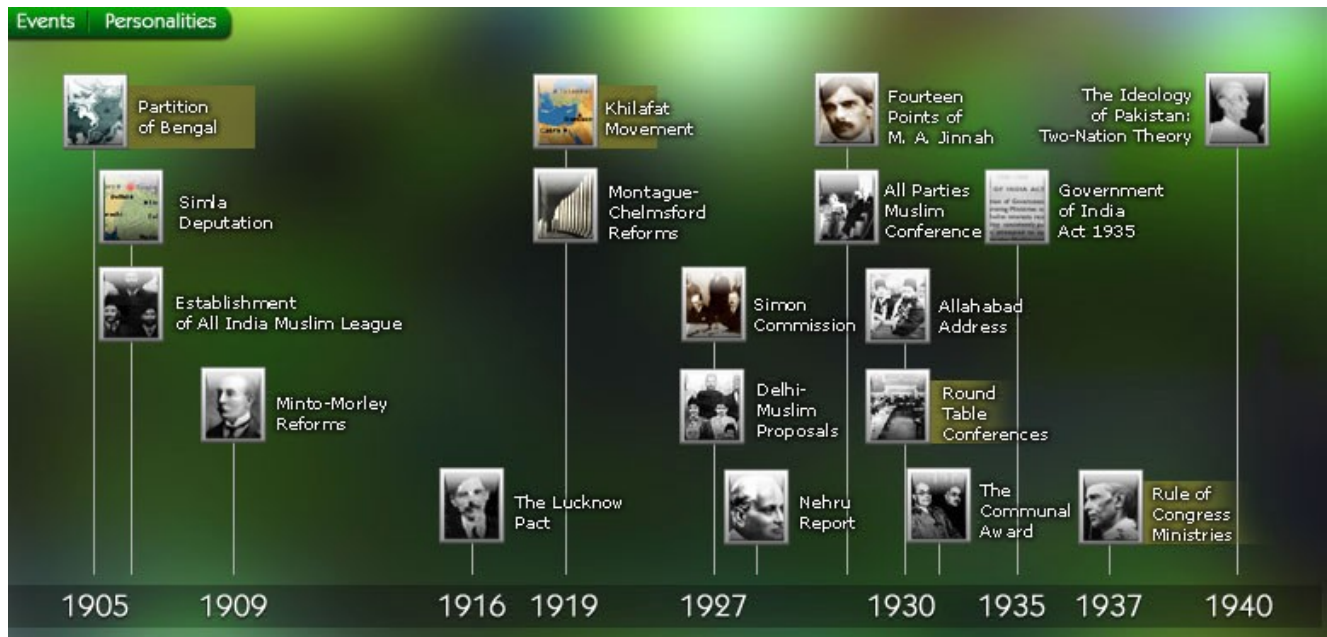 Events Personalities
Partition
of Bengal
Khilafat
Movement
Fourteen
Points of
M. A. Jinnah
The Ideology
of Pakistan:
Two-Nation Theory
Simla
Deputation
Montague-
Chelmsford
Reforms
All Parties
Muslim
Conference
Government
of India
Act 1935
Establishment
of All India Muslim League
Simon
Commission
Allahabad
Address
Minto-Morley
Reforms
Delhi-
Muslim
Proposals
Round
Table
Conferences
The Lucknow
Pact
Nehru
Report
The
Communal
Award
Rule of
Congress
Ministries
1905 1909 1916 1919 1927 1930 1935 1937 1940